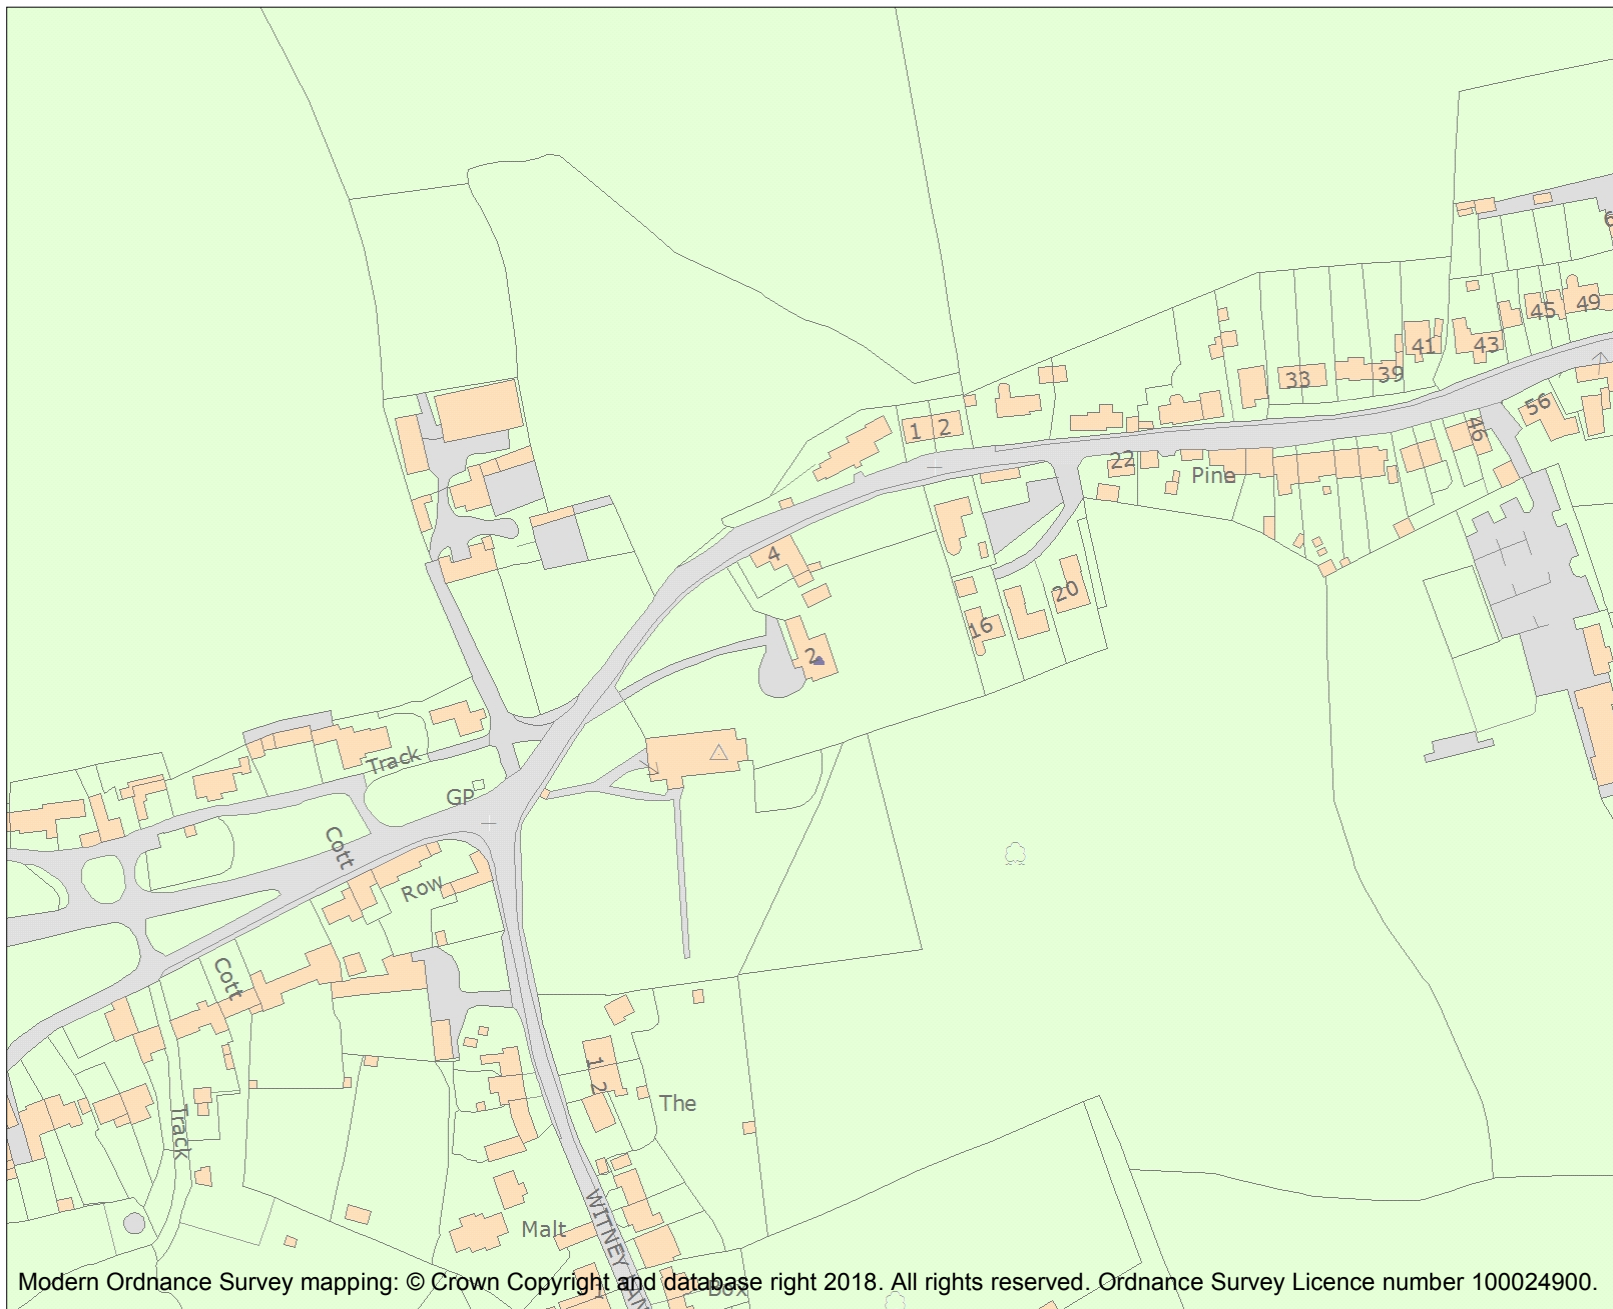 6
45
49
41
43
33
39
56
46
1 2
22
Pine
4
20
16
2
Track
GP
Cott
Row
Cott
1
2
The
Track
Malt
WITNEY
Box
Modern Ordnance Survey mapping: © Crown Copyright and database right 2018. All rights reserved. Ordnance Survey Licence number 100024900.